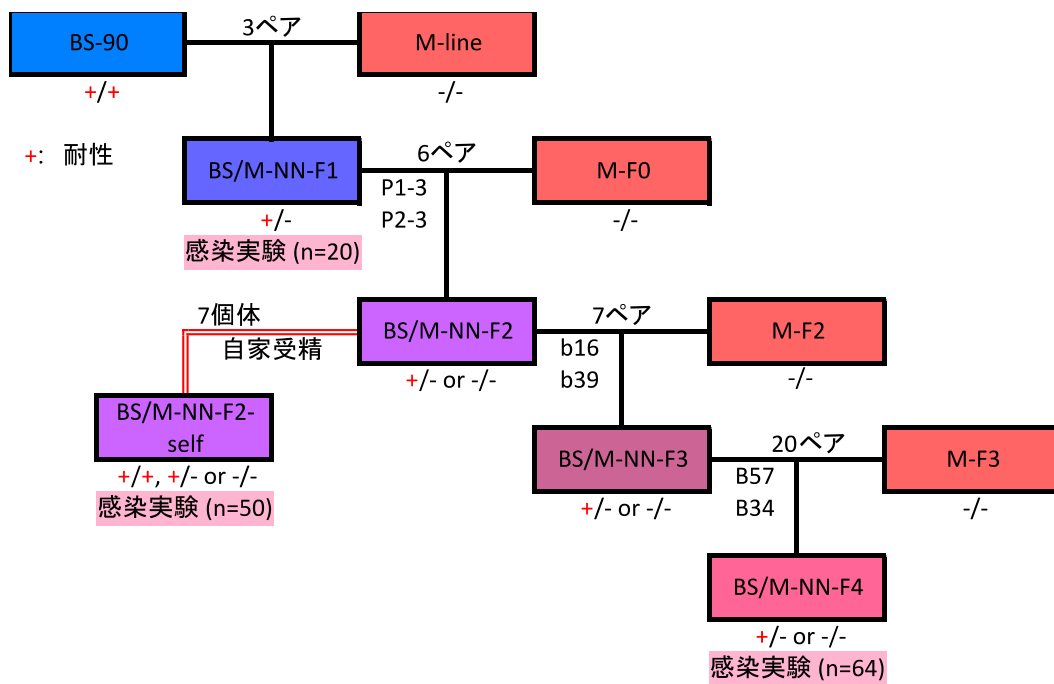 BS-90
3ペア
M-line
+/+
-/-
+: 耐性
BS/M-NN-F1
6ペア
M-F0
P1-3
P2-3
+/-
-/-
感染実験 (n=20)
7個体
自家受精
BS/M-NN-F2
7ペア
M-F2
b16
b39
+/- or -/-
-/-
BS/M-NN-F2-
self
+/+, +/- or -/-
感染実験 (n=50)
BS/M-NN-F3
20ペア
M-F3
B57
B34
+/- or -/-
-/-
BS/M-NN-F4
+/- or -/-
感染実験 (n=64)